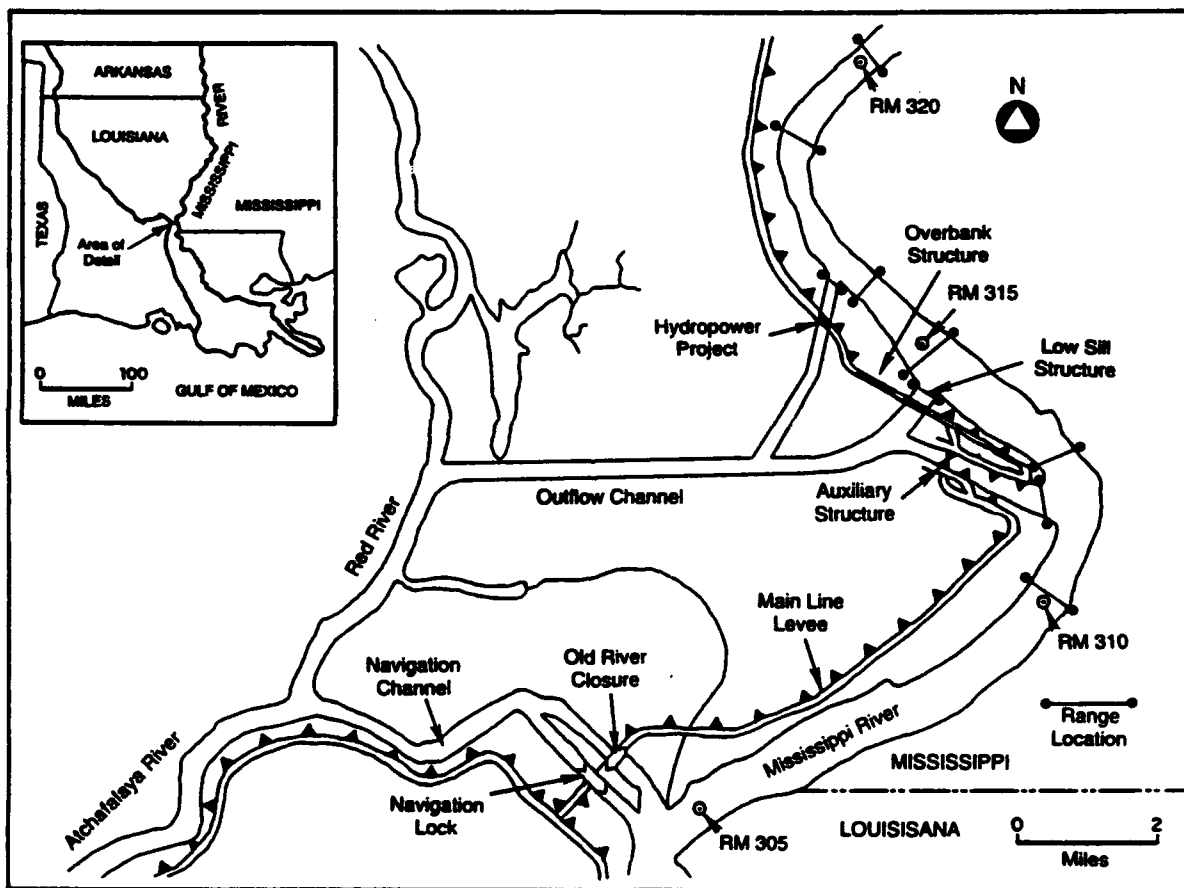 ARKANSAS
LOUISIANA
TEXAS
MISSISSIPPI
RIVER
MISSISSIPPI
Area of
Detail
0 100
MILES
GULF OF MEXICO
N
RM 320
Overbank
Structure
RM 315
Hydropower
Project
Low Sill
Structure
Outflow Channel
Auxiliary
Structure
Red River
Main Line
Levee
RM 310
Navigation
Channel
Old River
Closure
Range
Location
Mississippi River
MISSISSIPPI
Atchafalaya River
Navigation
Lock
RM 305
LOUISISANA
0 2
Miles